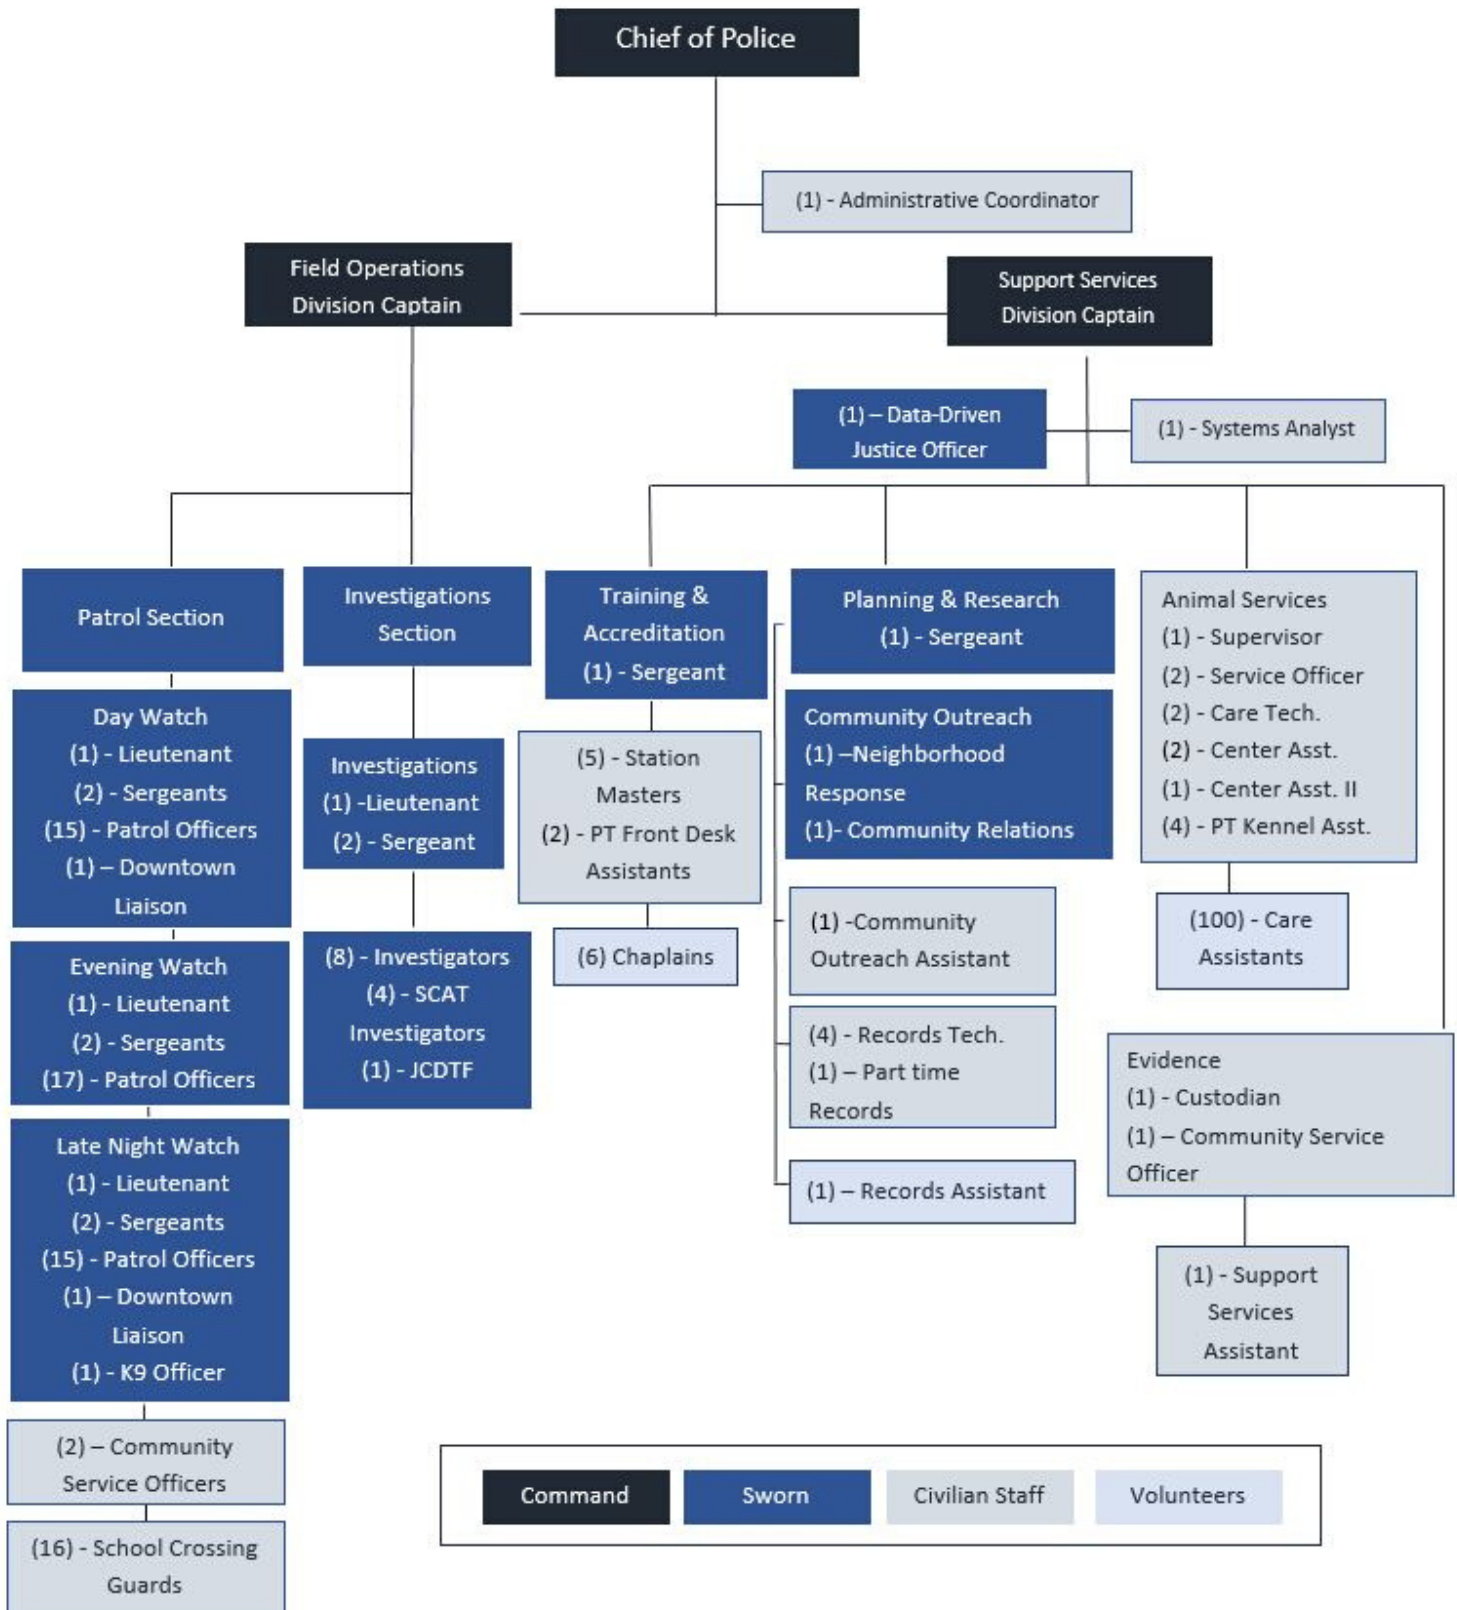 Chief of Police
(1) - Administrative Coordinator
Field Operations
Division Captain
Support Services
Division Captain
(1) – Data-Driven
Justice Officer
(1) - Systems Analyst
Patrol Section
Day Watch
(1) - Lieutenant
(2) - Sergeants
(15) - Patrol Officers
(1) – Downtown
Liaison
Evening Watch
(1) - Lieutenant
(2) - Sergeants
(17) - Patrol Officers
Late Night Watch
(1) - Lieutenant
(2) - Sergeants
(15) - Patrol Officers
(1) – Downtown
Liaison
(1) - K9 Officer
(2) – Community
Service Officers
(16) - School Crossing
Guards
Investigations
Section
Investigations
(1) -Lieutenant
(2) - Sergeant
(8) - Investigators
(4) - SCAT
Investigators
(1) - JCDTF
Training &
Accreditation
(1) - Sergeant
(5) - Station
Masters
(2) - PT Front Desk
Assistants
(6) Chaplains
Planning & Research
(1) - Sergeant
Community Outreach
(1) –Neighborhood
Response
(1)- Community Relations
(1) -Community
Outreach Assistant
(4) - Records Tech.
(1) – Part time
Records
(1) – Records Assistant
Animal Services
(1) - Supervisor
(2) - Service Officer
(2) - Care Tech.
(2) - Center Asst.
(1) - Center Asst. II
(4) - PT Kennel Asst.
(100) - Care
Assistants
Evidence
(1) - Custodian
(1) – Community Service
Officer
(1) - Support
Services
Assistant
Command
Sworn
Civilian Staff
Volunteers